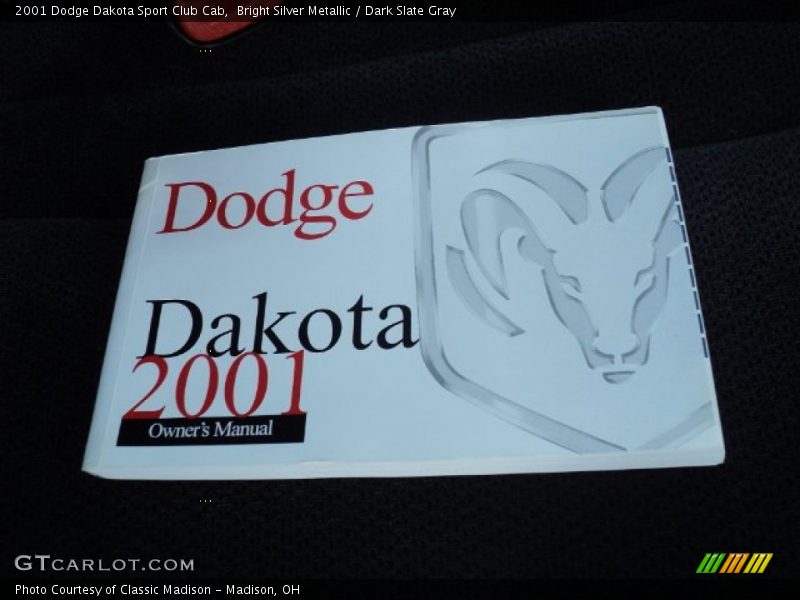 2001 Dodge Dakota Sport Club Cab,  Bright Silver Metallic / Dark Slate Gray
Dodge
Dakota
2001
Owner's Manual
GTCARLOT.COM
Photo Courtesy of Classic Madison - Madison, OH